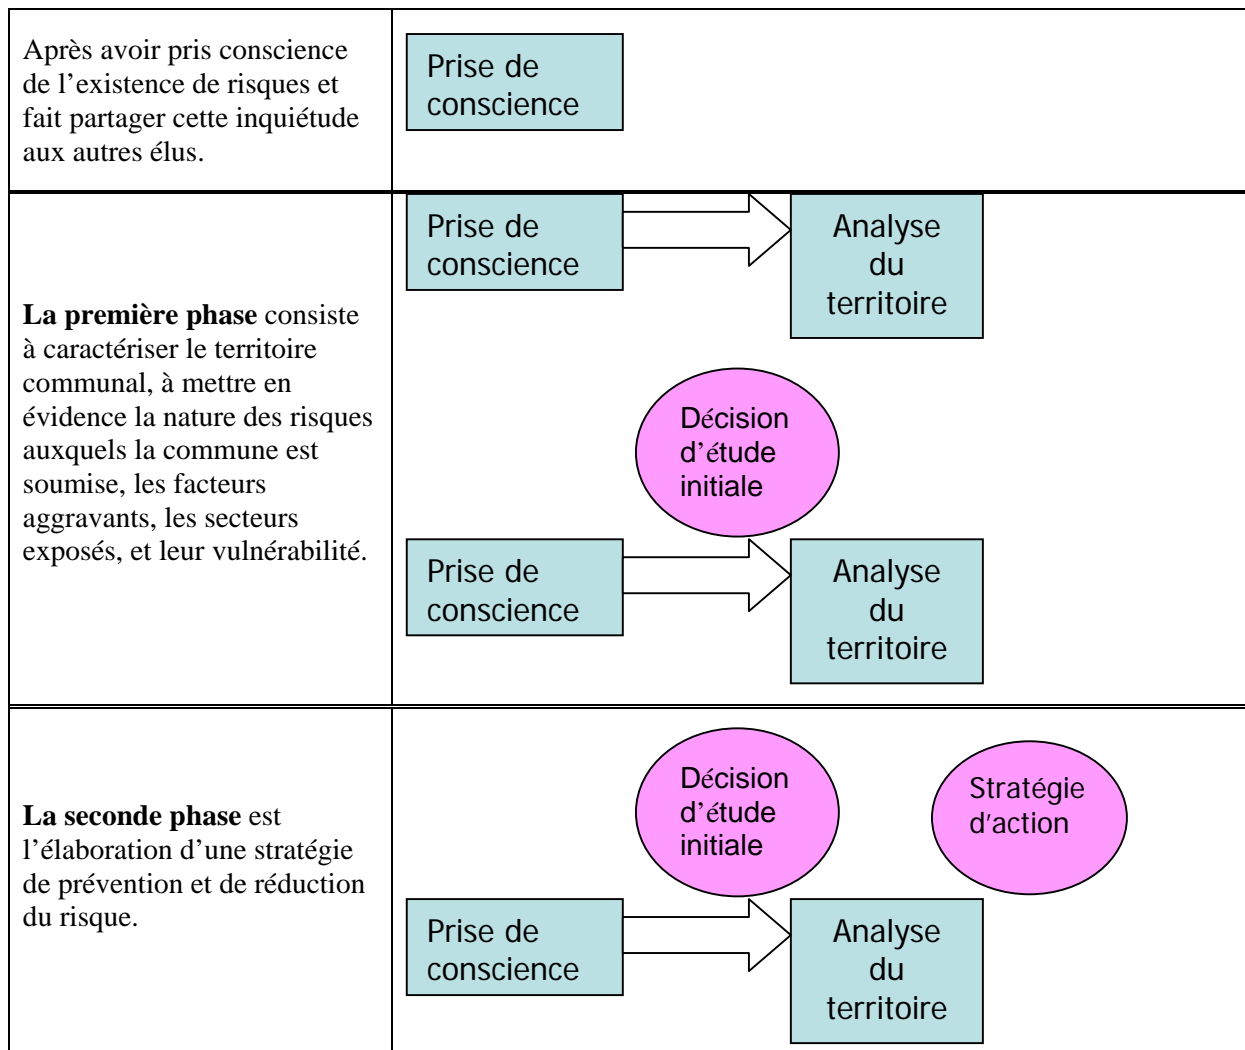 Après avoir pris conscience
de l’existence de risques et
fait partager cette inquiétude
aux autres élus.
Prise de
conscience
La première phase consiste
à caractériser le territoire
communal, à mettre en
évidence la nature des risques
auxquels la commune est
soumise, les facteurs
aggravants, les secteurs
exposés, et leur vulnérabilité.
Prise de
conscience
Analyse
du
territoire
Décision
d’étude
initiale
Prise de
conscience
Analyse
du
territoire
La seconde phase est
l’élaboration d’une stratégie
de prévention et de réduction
du risque.
Décision
d’étude
initiale
Stratégie
d’action
Prise de
conscience
Analyse
du
territoire